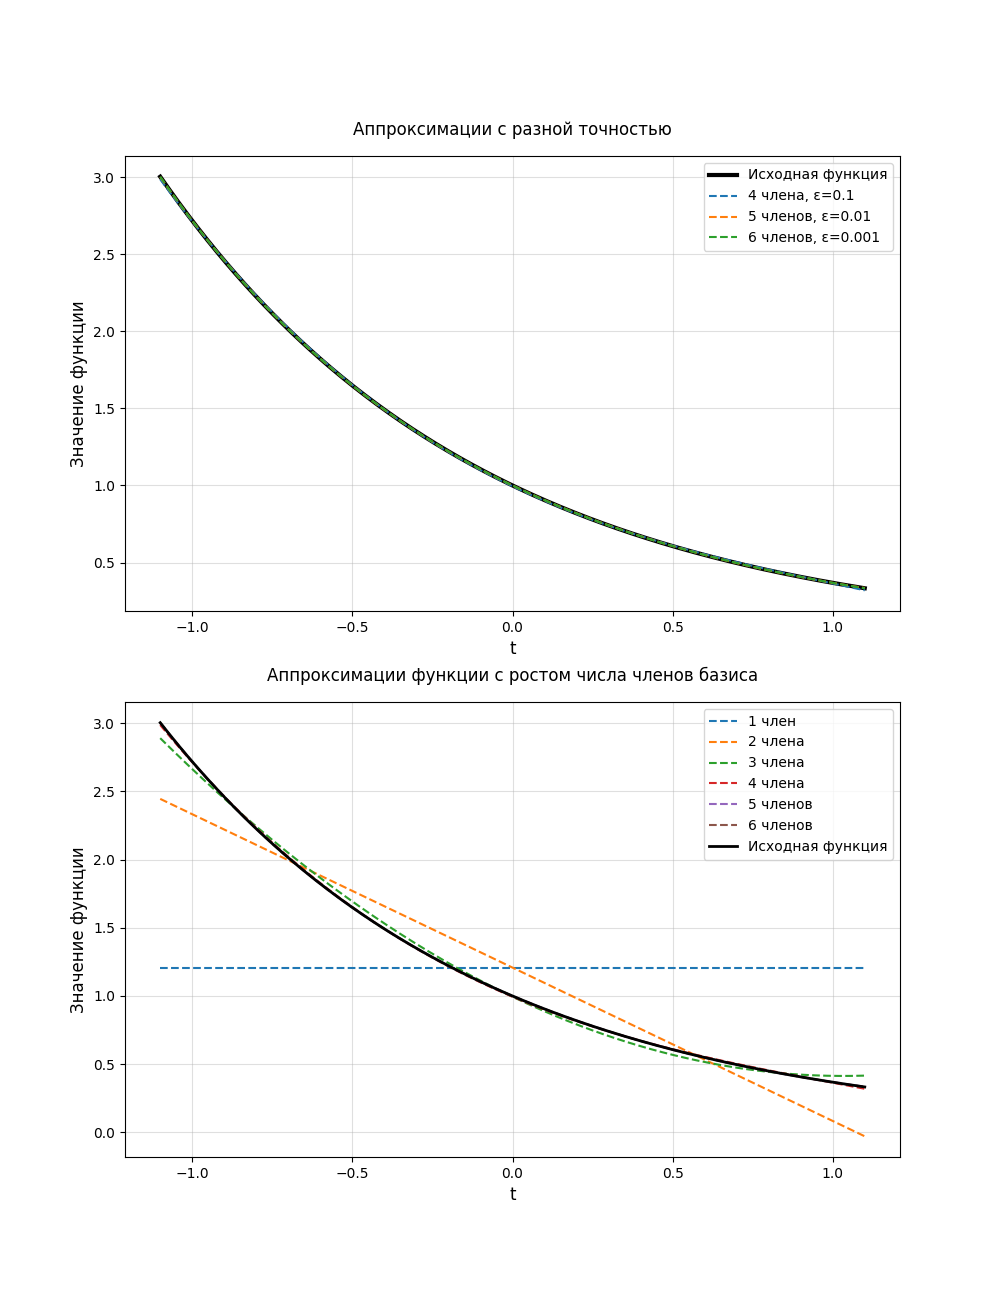 Аппроксимации с разной точностью
Значение функции
3.0
2.5
2.0
1.5
1.0
0.5
Исходная функция
4 члена, ε=0.1
5 членов, ε=0.01
6 членов, ε=0.001
−1.0
−0.5
0.0
0.5
1.0
t
Аппроксимации функции с ростом числа членов базиса
Значение функции
3.0
2.5
2.0
1.5
1.0
0.5
0.0
1 член
2 члена
3 члена
4 члена
5 членов
6 членов
Исходная функция
−1.0
−0.5
0.0
0.5
1.0
t